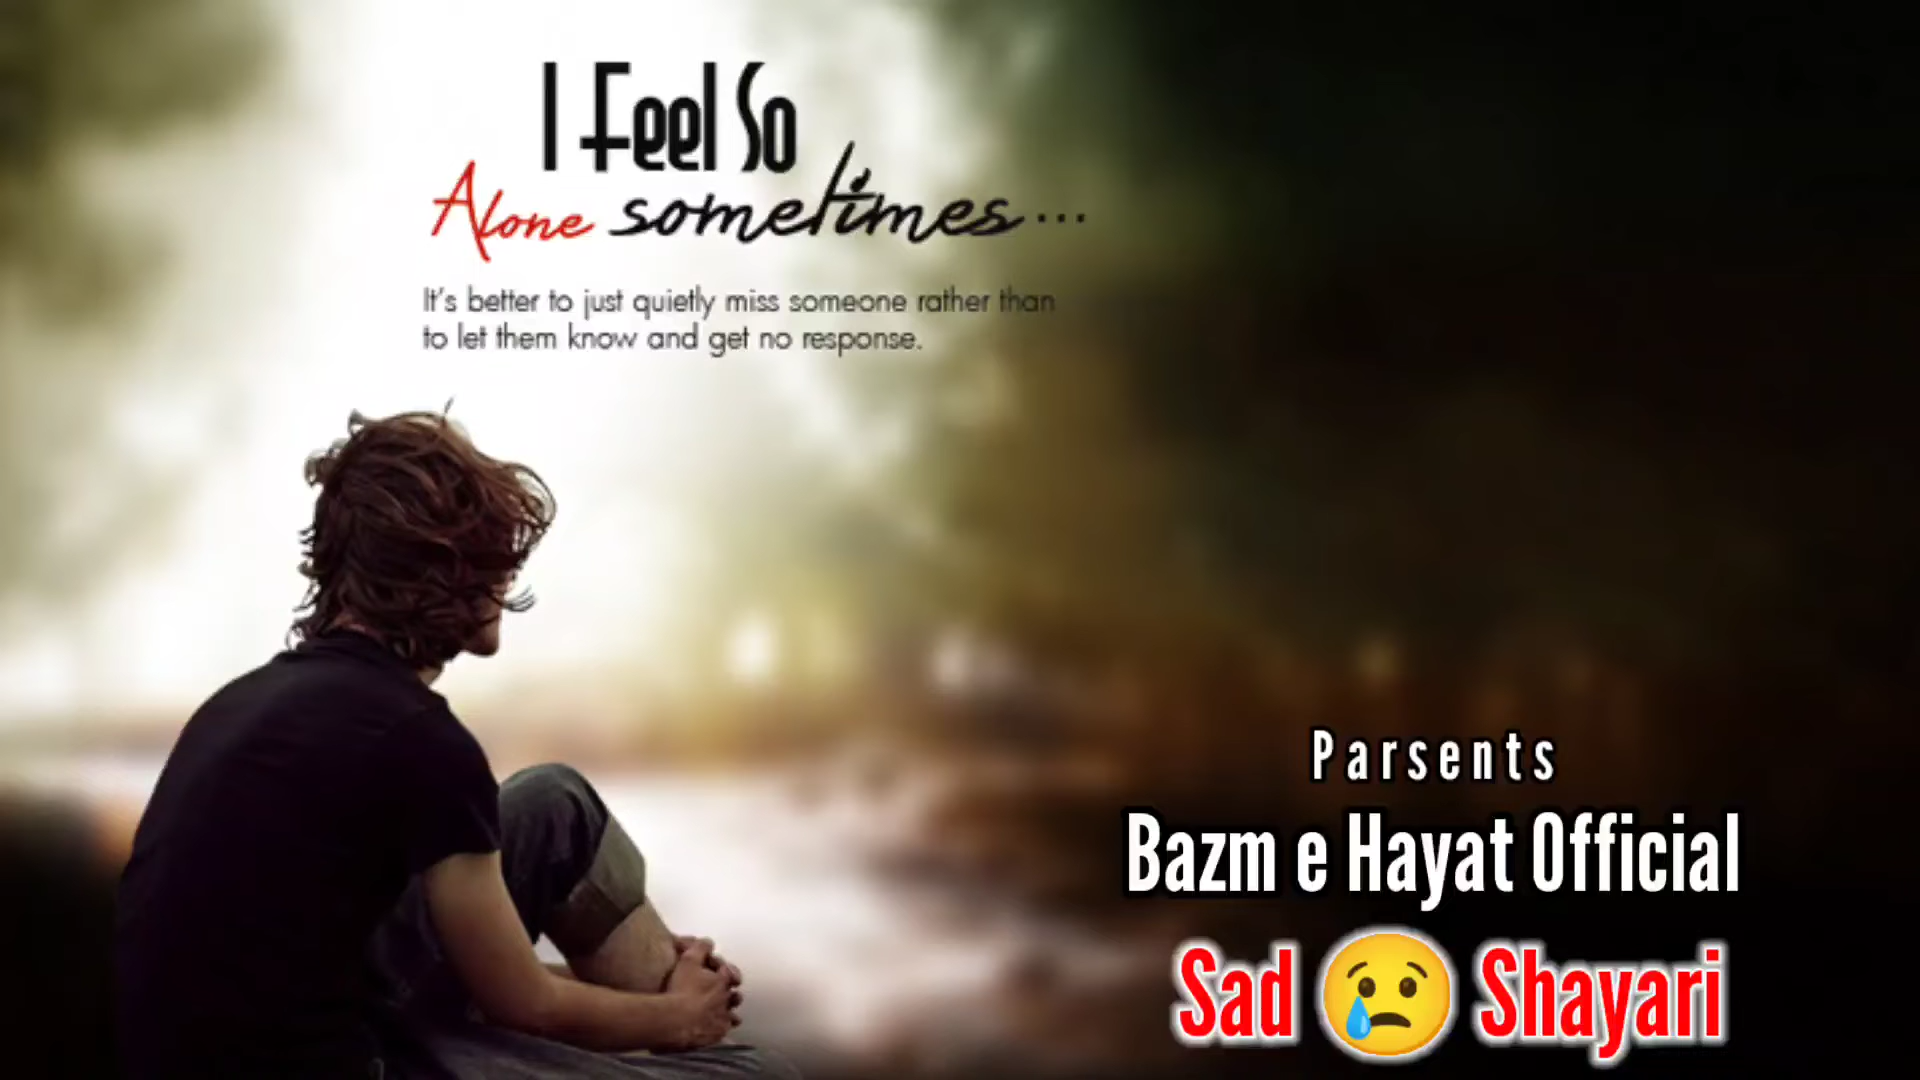 I Feel So
Alone sometimes...
It's better to just quietly miss someone rather than
to let them know and get no response.
Parsents
Bazm e Hayat Official
Sad 😢 Shayari